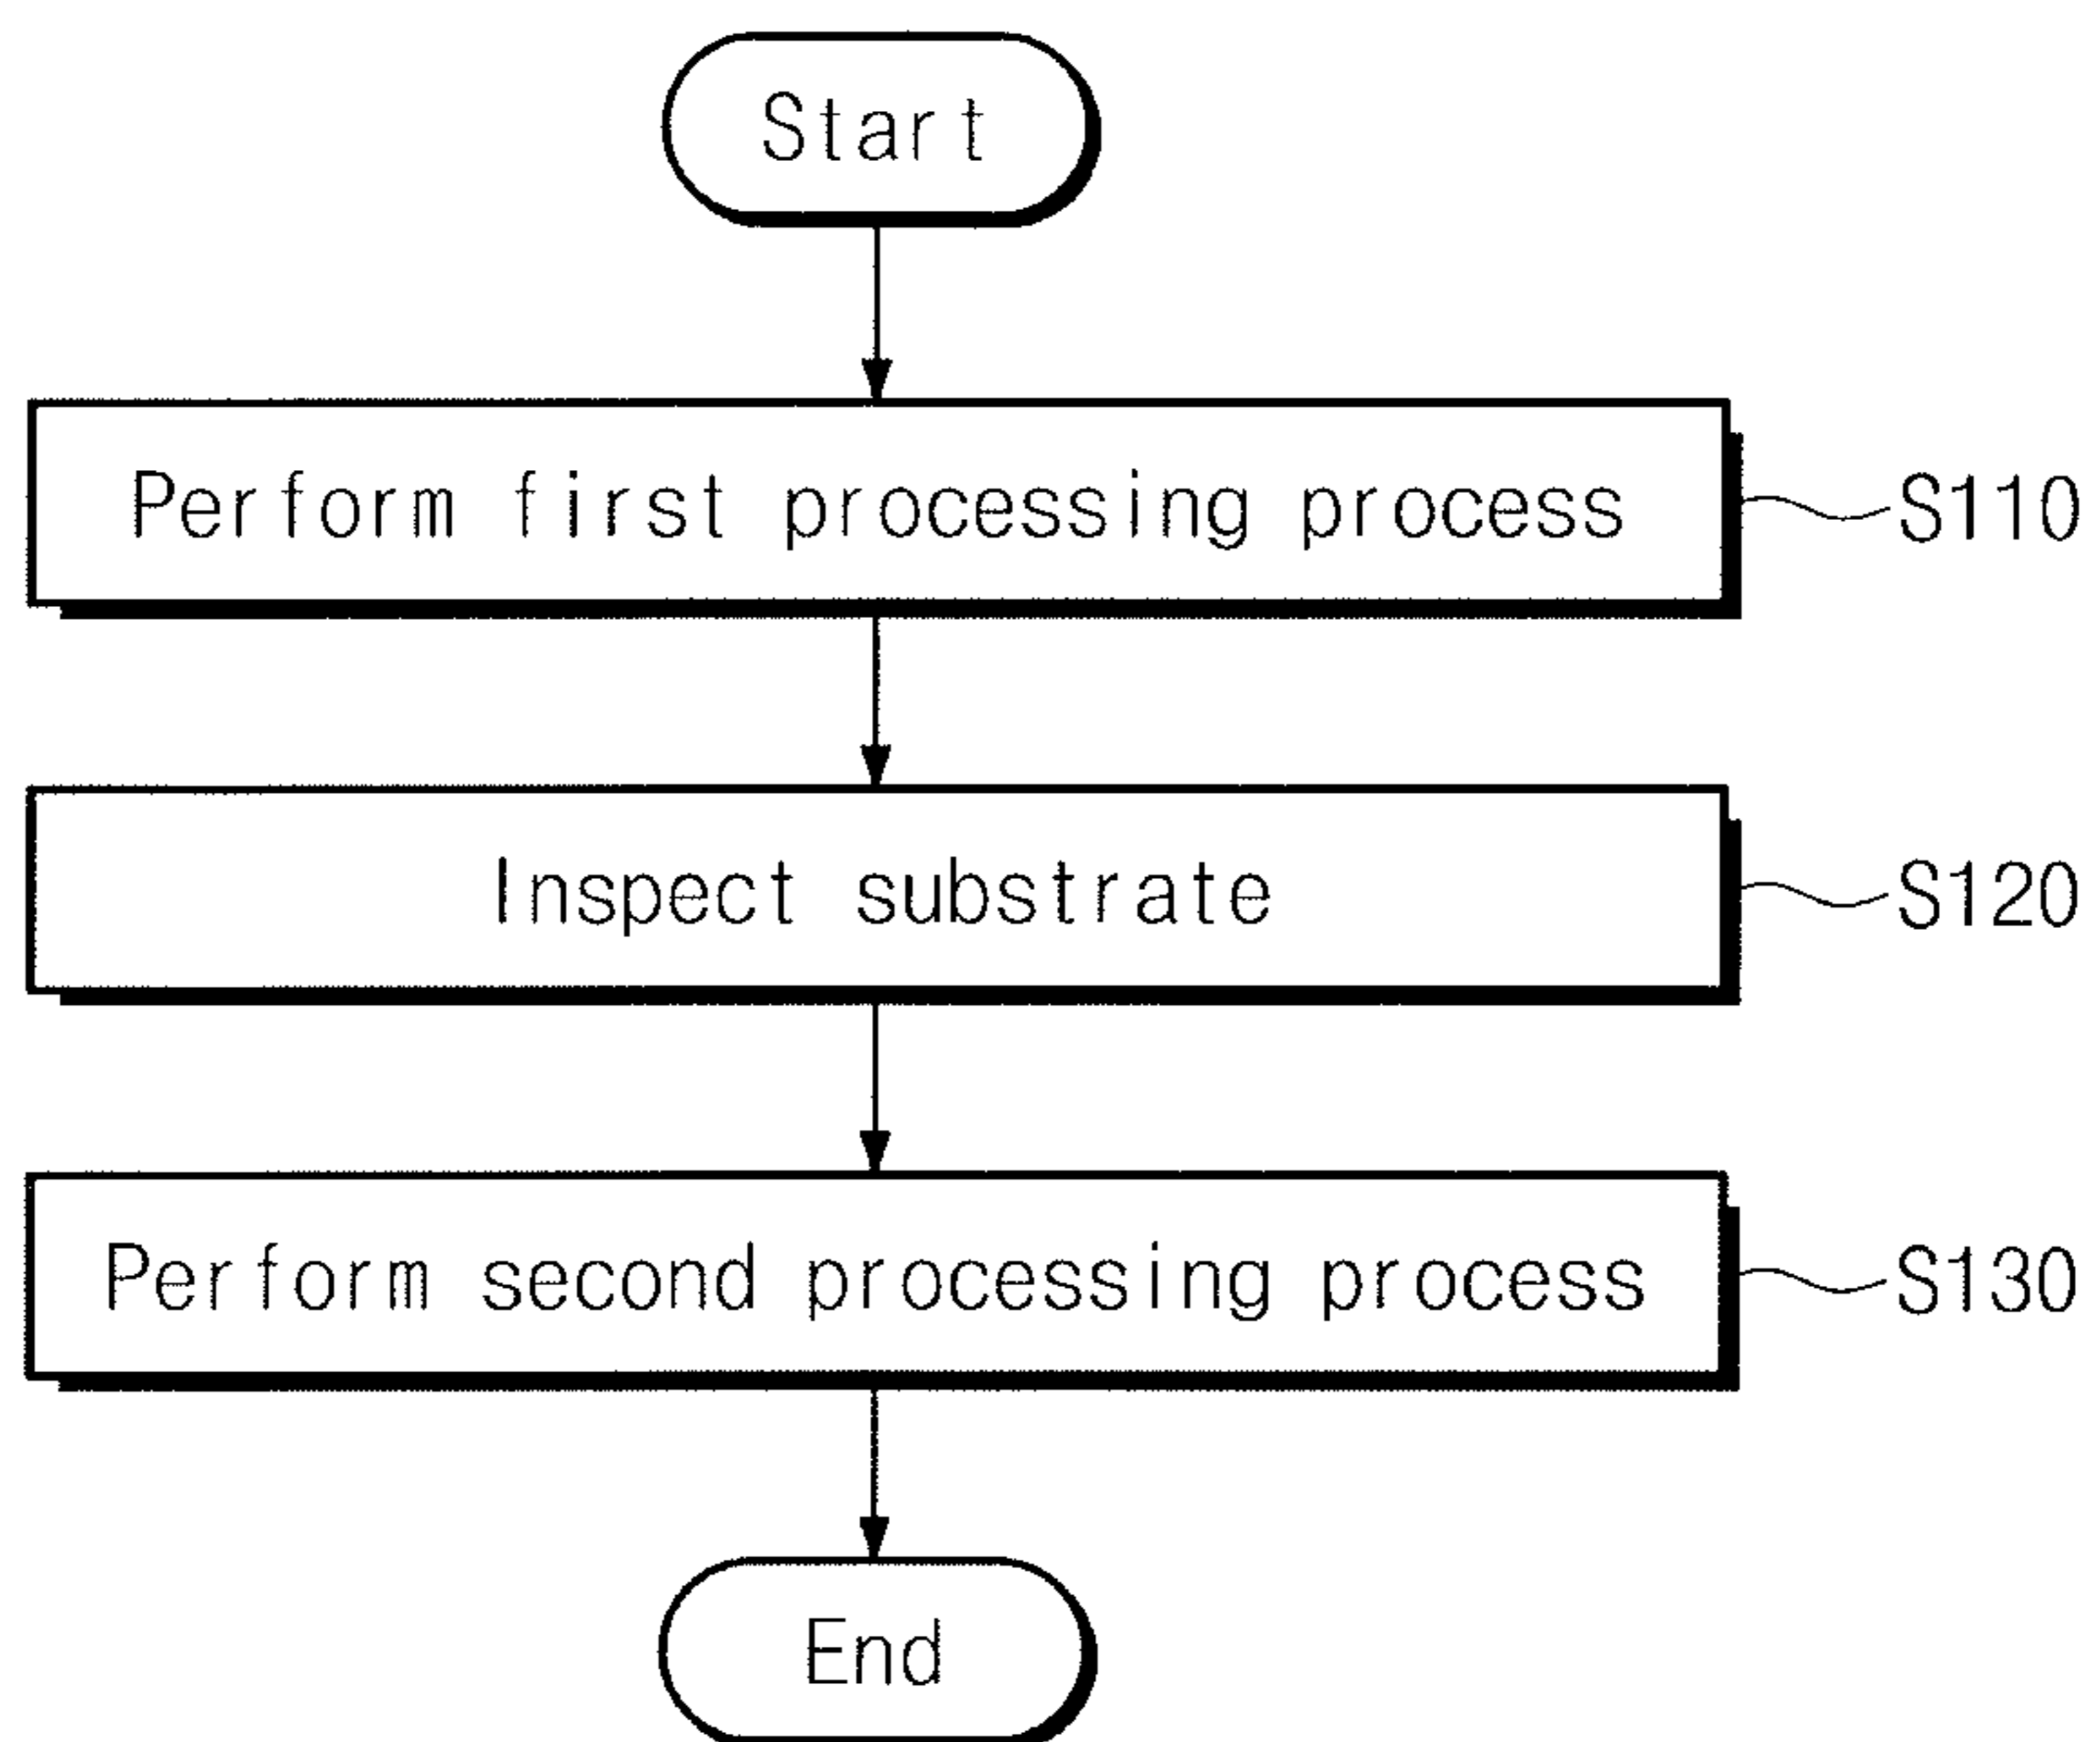 Start
Perform first processing process
S110
Inspect substrate
S120
Perform second processing process
S130
End